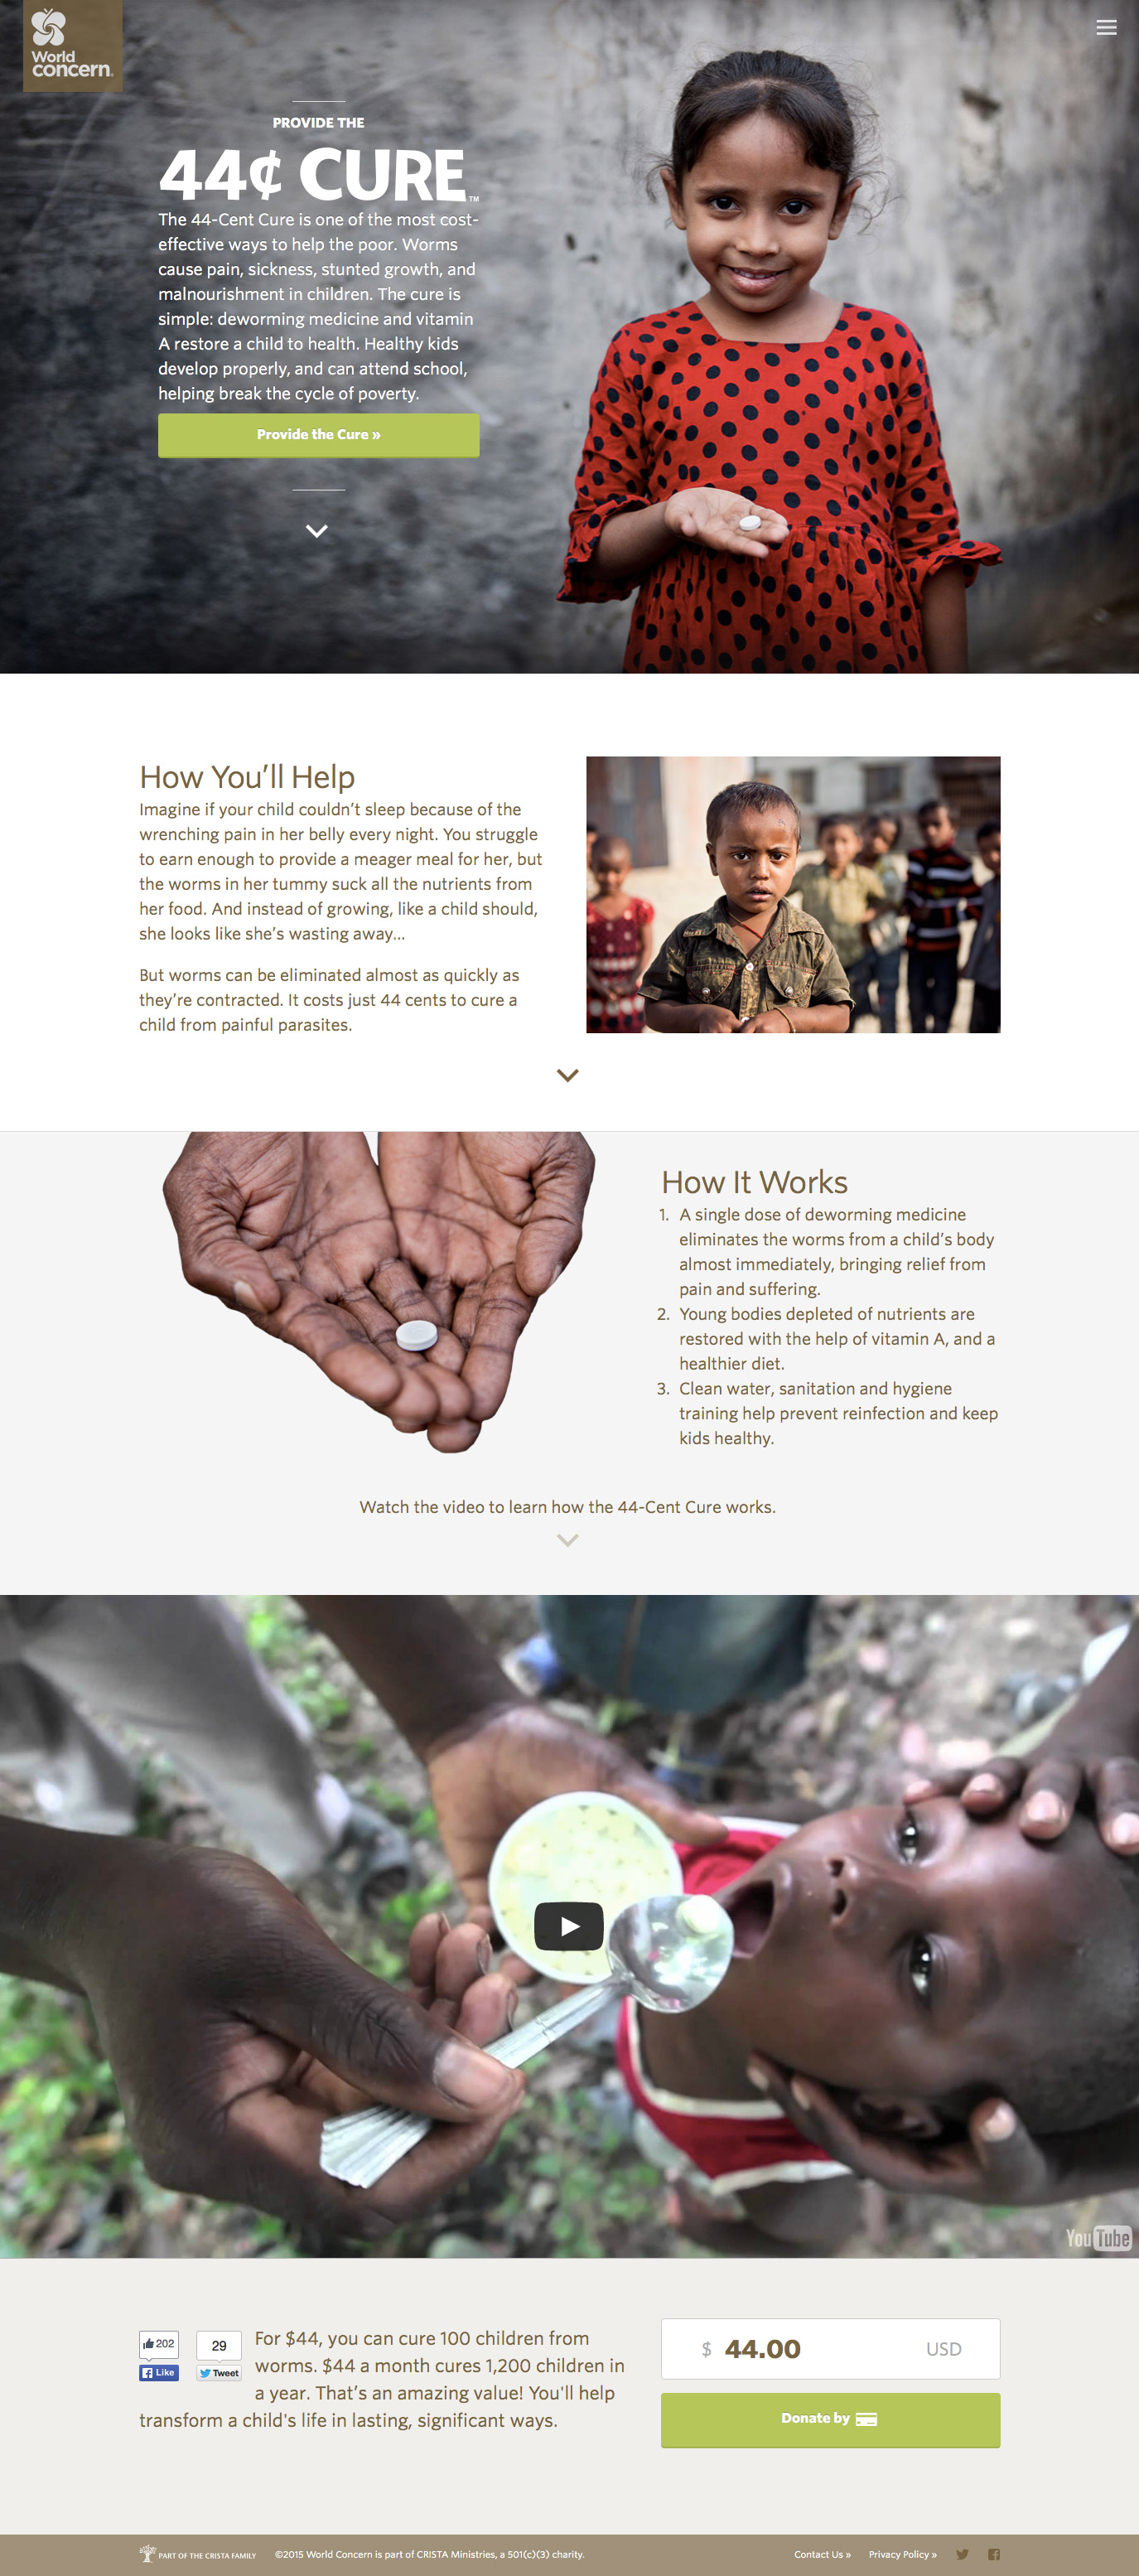 World
concern.
PROVIDE THE
44¢ CURE™
The 44-Cent Cure is one of the most cost-
effective ways to help the poor. Worms
cause pain, sickness, stunted growth, and
malnourishment in children. The cure is
simple: deworming medicine and vitamin
A restore a child to health. Healthy kids
develop properly, and can attend school,
helping break the cycle of poverty.
Provide the Cure »
How You’ll Help
Imagine if your child couldn’t sleep because of the
wrenching pain in her belly every night. You struggle
to earn enough to provide a meager meal for her, but
the worms in her tummy suck all the nutrients from
her food. And instead of growing, like a child should,
she looks like she’s wasting away...
But worms can be eliminated almost as quickly as
they’re contracted. It costs just 44 cents to cure a
child from painful parasites.
How It Works
1. A single dose of deworming medicine
eliminates the worms from a child’s body
almost immediately, bringing relief from
pain and suffering.
2. Young bodies depleted of nutrients are
restored with the help of vitamin A, and a
healthier diet.
3. Clean water, sanitation and hygiene
training help prevent reinfection and keep
kids healthy.
Watch the video to learn how the 44-Cent Cure works.
YouTube
202
Like
29
Tweet
For $44, you can cure 100 children from
worms. $44 a month cures 1,200 children in
a year. That’s an amazing value! You'll help
transform a child's life in lasting, significant ways.
$ 44.00 USD
Donate by
PART OF THE CRISTA FAMILY
©2015 World Concern is part of CRISTA Ministries, a 501(c)(3) charity.
Contact Us »
Privacy Policy »